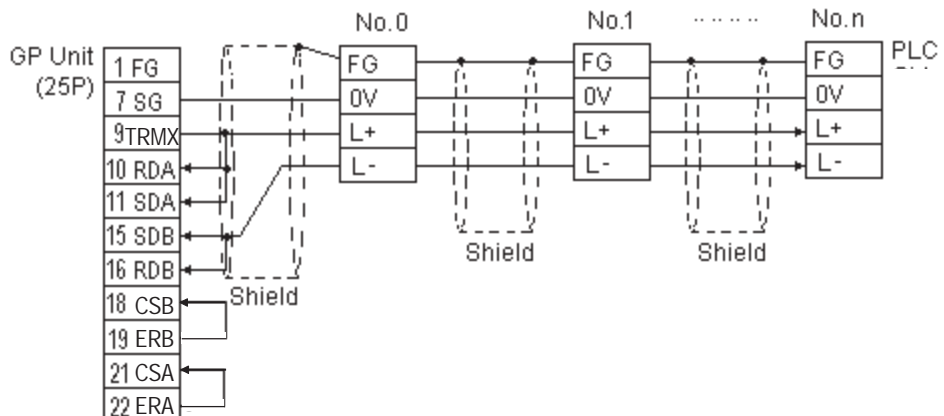 No.0 No.1 ........ No.n
GP Unit
(25P)
PLC
1 FG
7 SG
9 TRMX
10 RDA
11 SDA
15 SDB
16 RDB
18 CSB
19 ERB
21 CSA
22 ERA
FG
0V
L+
L-
FG
0V
L+
L-
FG
0V
L+
L-
Shield
Shield
Shield